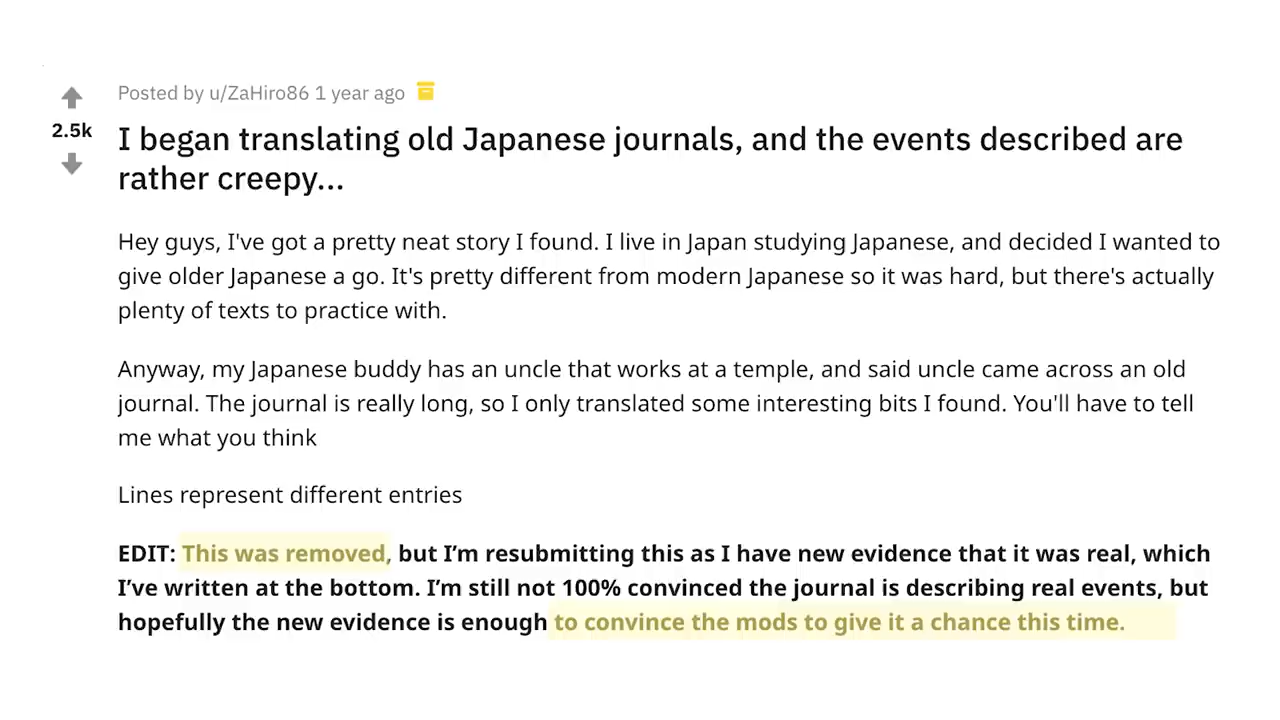 Posted by u/ZaHiro86 1 year ago
2.5k
I began translating old Japanese journals, and the events described are
rather creepy...
Hey guys, I've got a pretty neat story I found. I live in Japan studying Japanese, and decided I wanted to
give older Japanese a go. It's pretty different from modern Japanese so it was hard, but there's actually
plenty of texts to practice with.
Anyway, my Japanese buddy has an uncle that works at a temple, and said uncle came across an old
journal. The journal is really long, so I only translated some interesting bits I found. You'll have to tell
me what you think
Lines represent different entries
EDIT: This was removed, but I’m resubmitting this as I have new evidence that it was real, which
I’ve written at the bottom. I’m still not 100% convinced the journal is describing real events, but
hopefully the new evidence is enough to convince the mods to give it a chance this time.